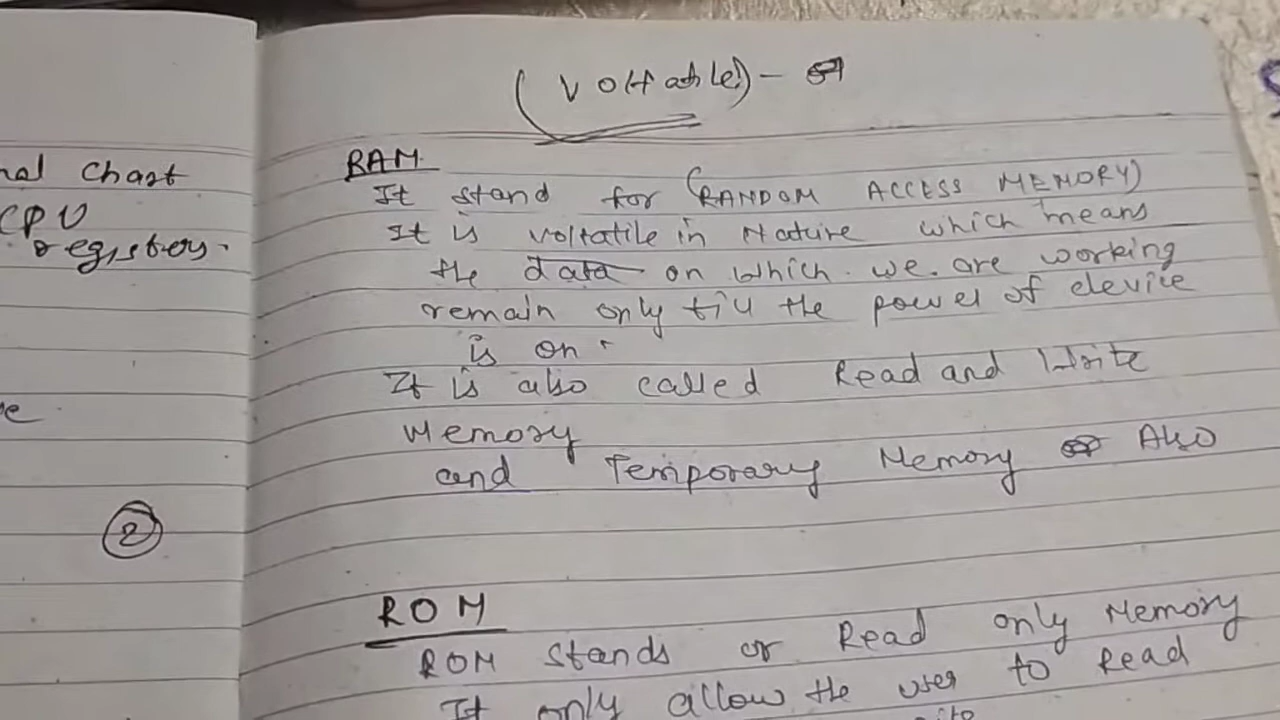 nal Chart
CPU
registers.
e
2
(Voltable)-
RAM
It stand for (RANDOM ACCESS MEMORY)
It is voltatile in Nature which means
the data on which we are working
remain only till the power of device
is on.
It is also called Read and Write
Memory
and Temporary Memory Also
ROM
ROM stands or Read only Memory
It only allow the user to Read